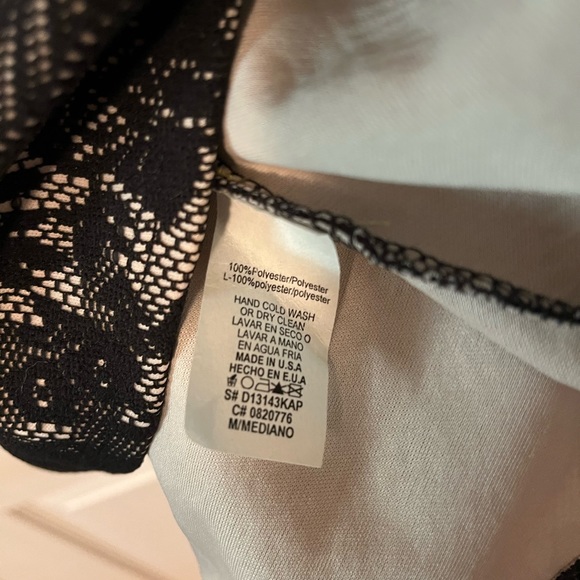 100%Polyester/Polyester
L-100%polyester/polyester
HAND COLD WASH
OR DRY CLEAN
LAVAR EN SECO O
LAVAR A MANO
EN AGUA FRIA
MADE IN U.S.A
HECHO EN E.U.A
S# D13143KAP
C# 0820776
M/MEDIANO